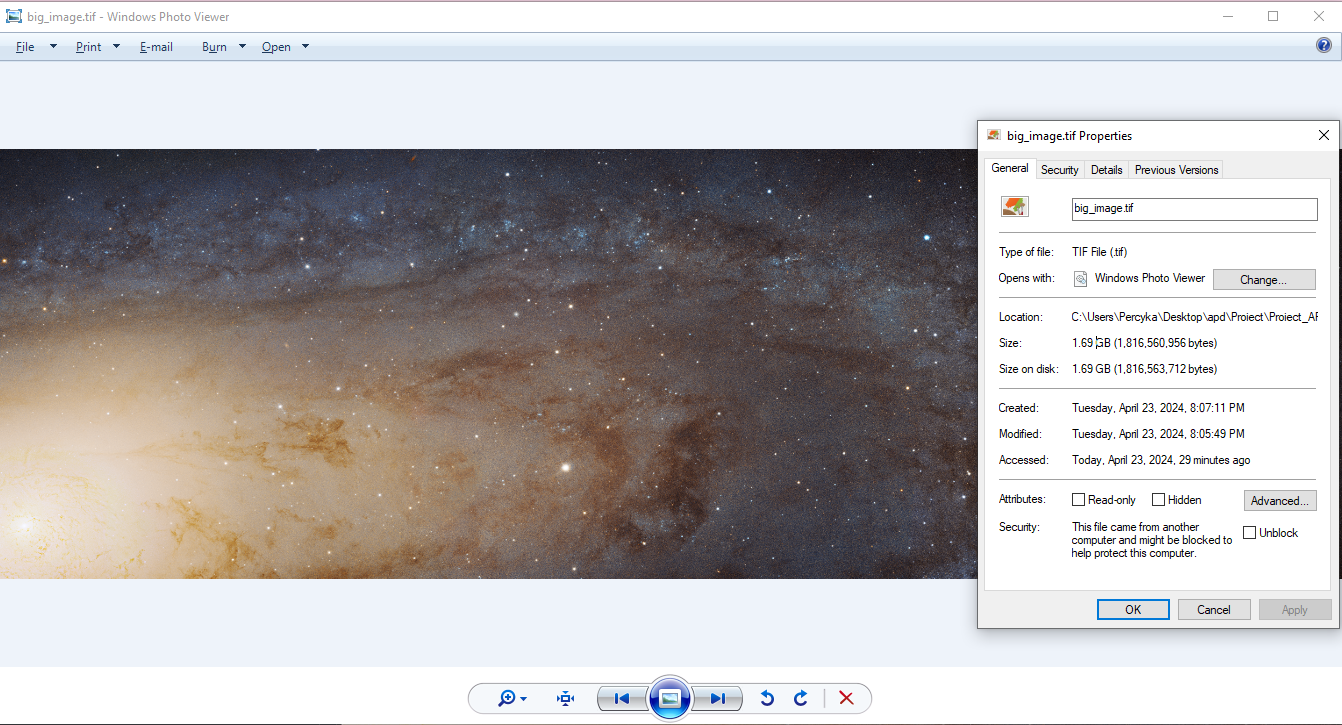 big_image.tif - Windows Photo Viewer
File Print E-mail Burn Open
big_image.tif Properties
General Security Details Previous Versions
big_image.tif
Type of file: TIF File (.tif)
Opens with: Windows Photo Viewer Change...
Location: C:\Users\Percyka\Desktop\apd\Proiect\Proiect_AF
Size: 1.69 GB (1,816,560,956 bytes)
Size on disk: 1.69 GB (1,816,563,712 bytes)
Created: Tuesday, April 23, 2024, 8:07:11 PM
Modified: Tuesday, April 23, 2024, 8:05:49 PM
Accessed: Today, April 23, 2024, 29 minutes ago
Attributes: Read-only Hidden Advanced...
Security: This file came from another
computer and might be blocked to
help protect this computer.
Unblock
OK Cancel Apply